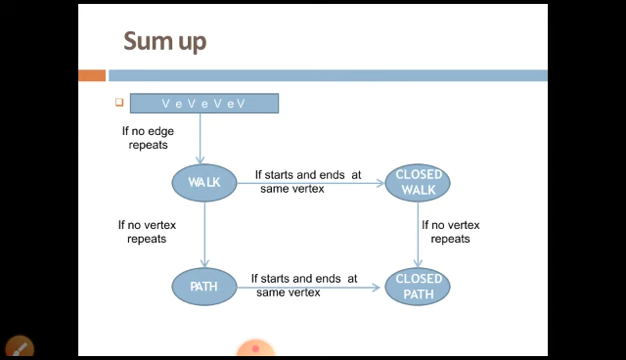 Sum up
V e V e V e V
If no edge
repeats
WALK
If starts and ends at
same vertex
CLOSED
WALK
If no vertex
repeats
If no vertex
repeats
PATH
If starts and ends at
same vertex
CLOSED
PATH